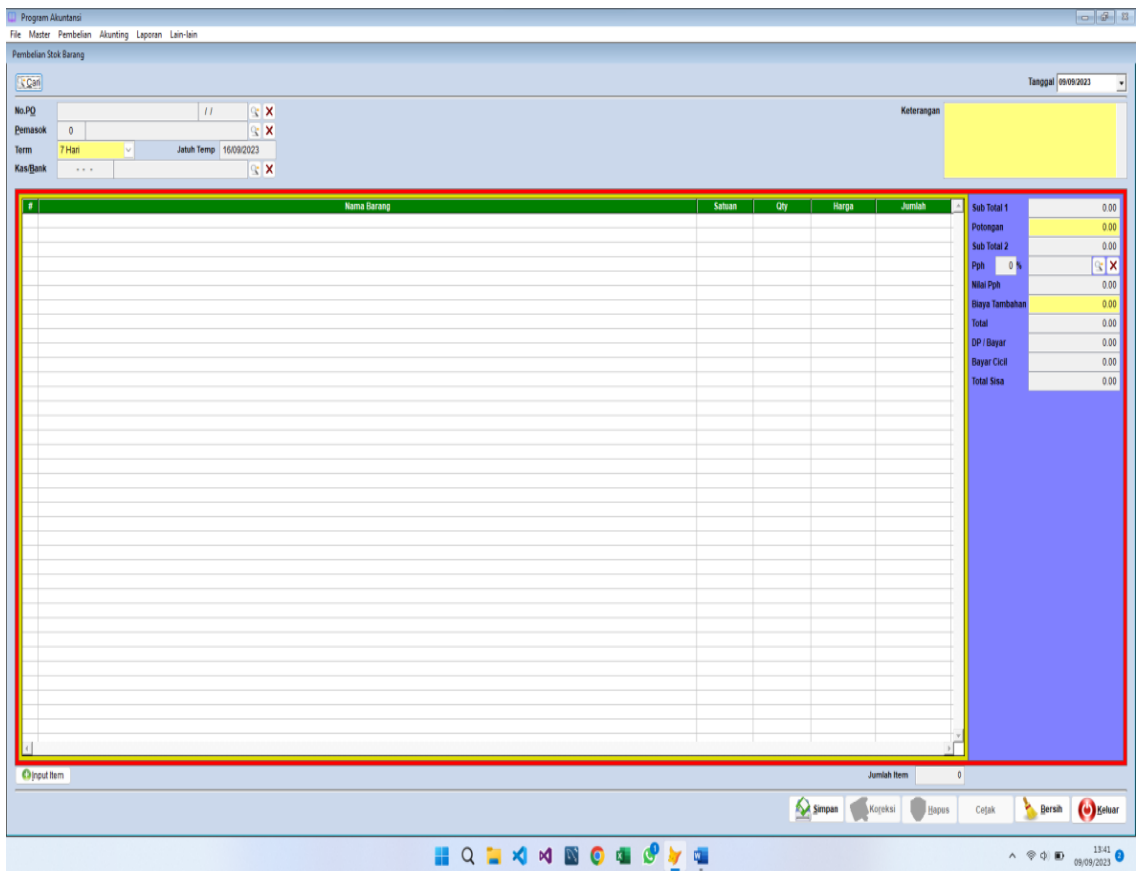 Program Akuntansi
File Master Pembelian Akunting Laporan Lain-lain
Pembelian Stok Barang
Cari
Tanggal 09/09/2023
No.PO / /
Keterangan
Pemasok 0
Term 7 Hari Jatuh Temp 16/09/2023
Kas/Bank - - -
# Nama Barang Satuan Qty Harga Jumlah
Sub Total 1 0.00
Potongan 0.00
Sub Total 2 0.00
Pph 0 %
Nilai Pph 0.00
Biaya Tambahan 0.00
Total 0.00
DP / Bayar 0.00
Bayar Cicil 0.00
Total Sisa 0.00
Input Item
Jumlah Item 0
Simpan Koreksi Hapus Cetak Bersih Keluar
13:41
09/09/2023
2